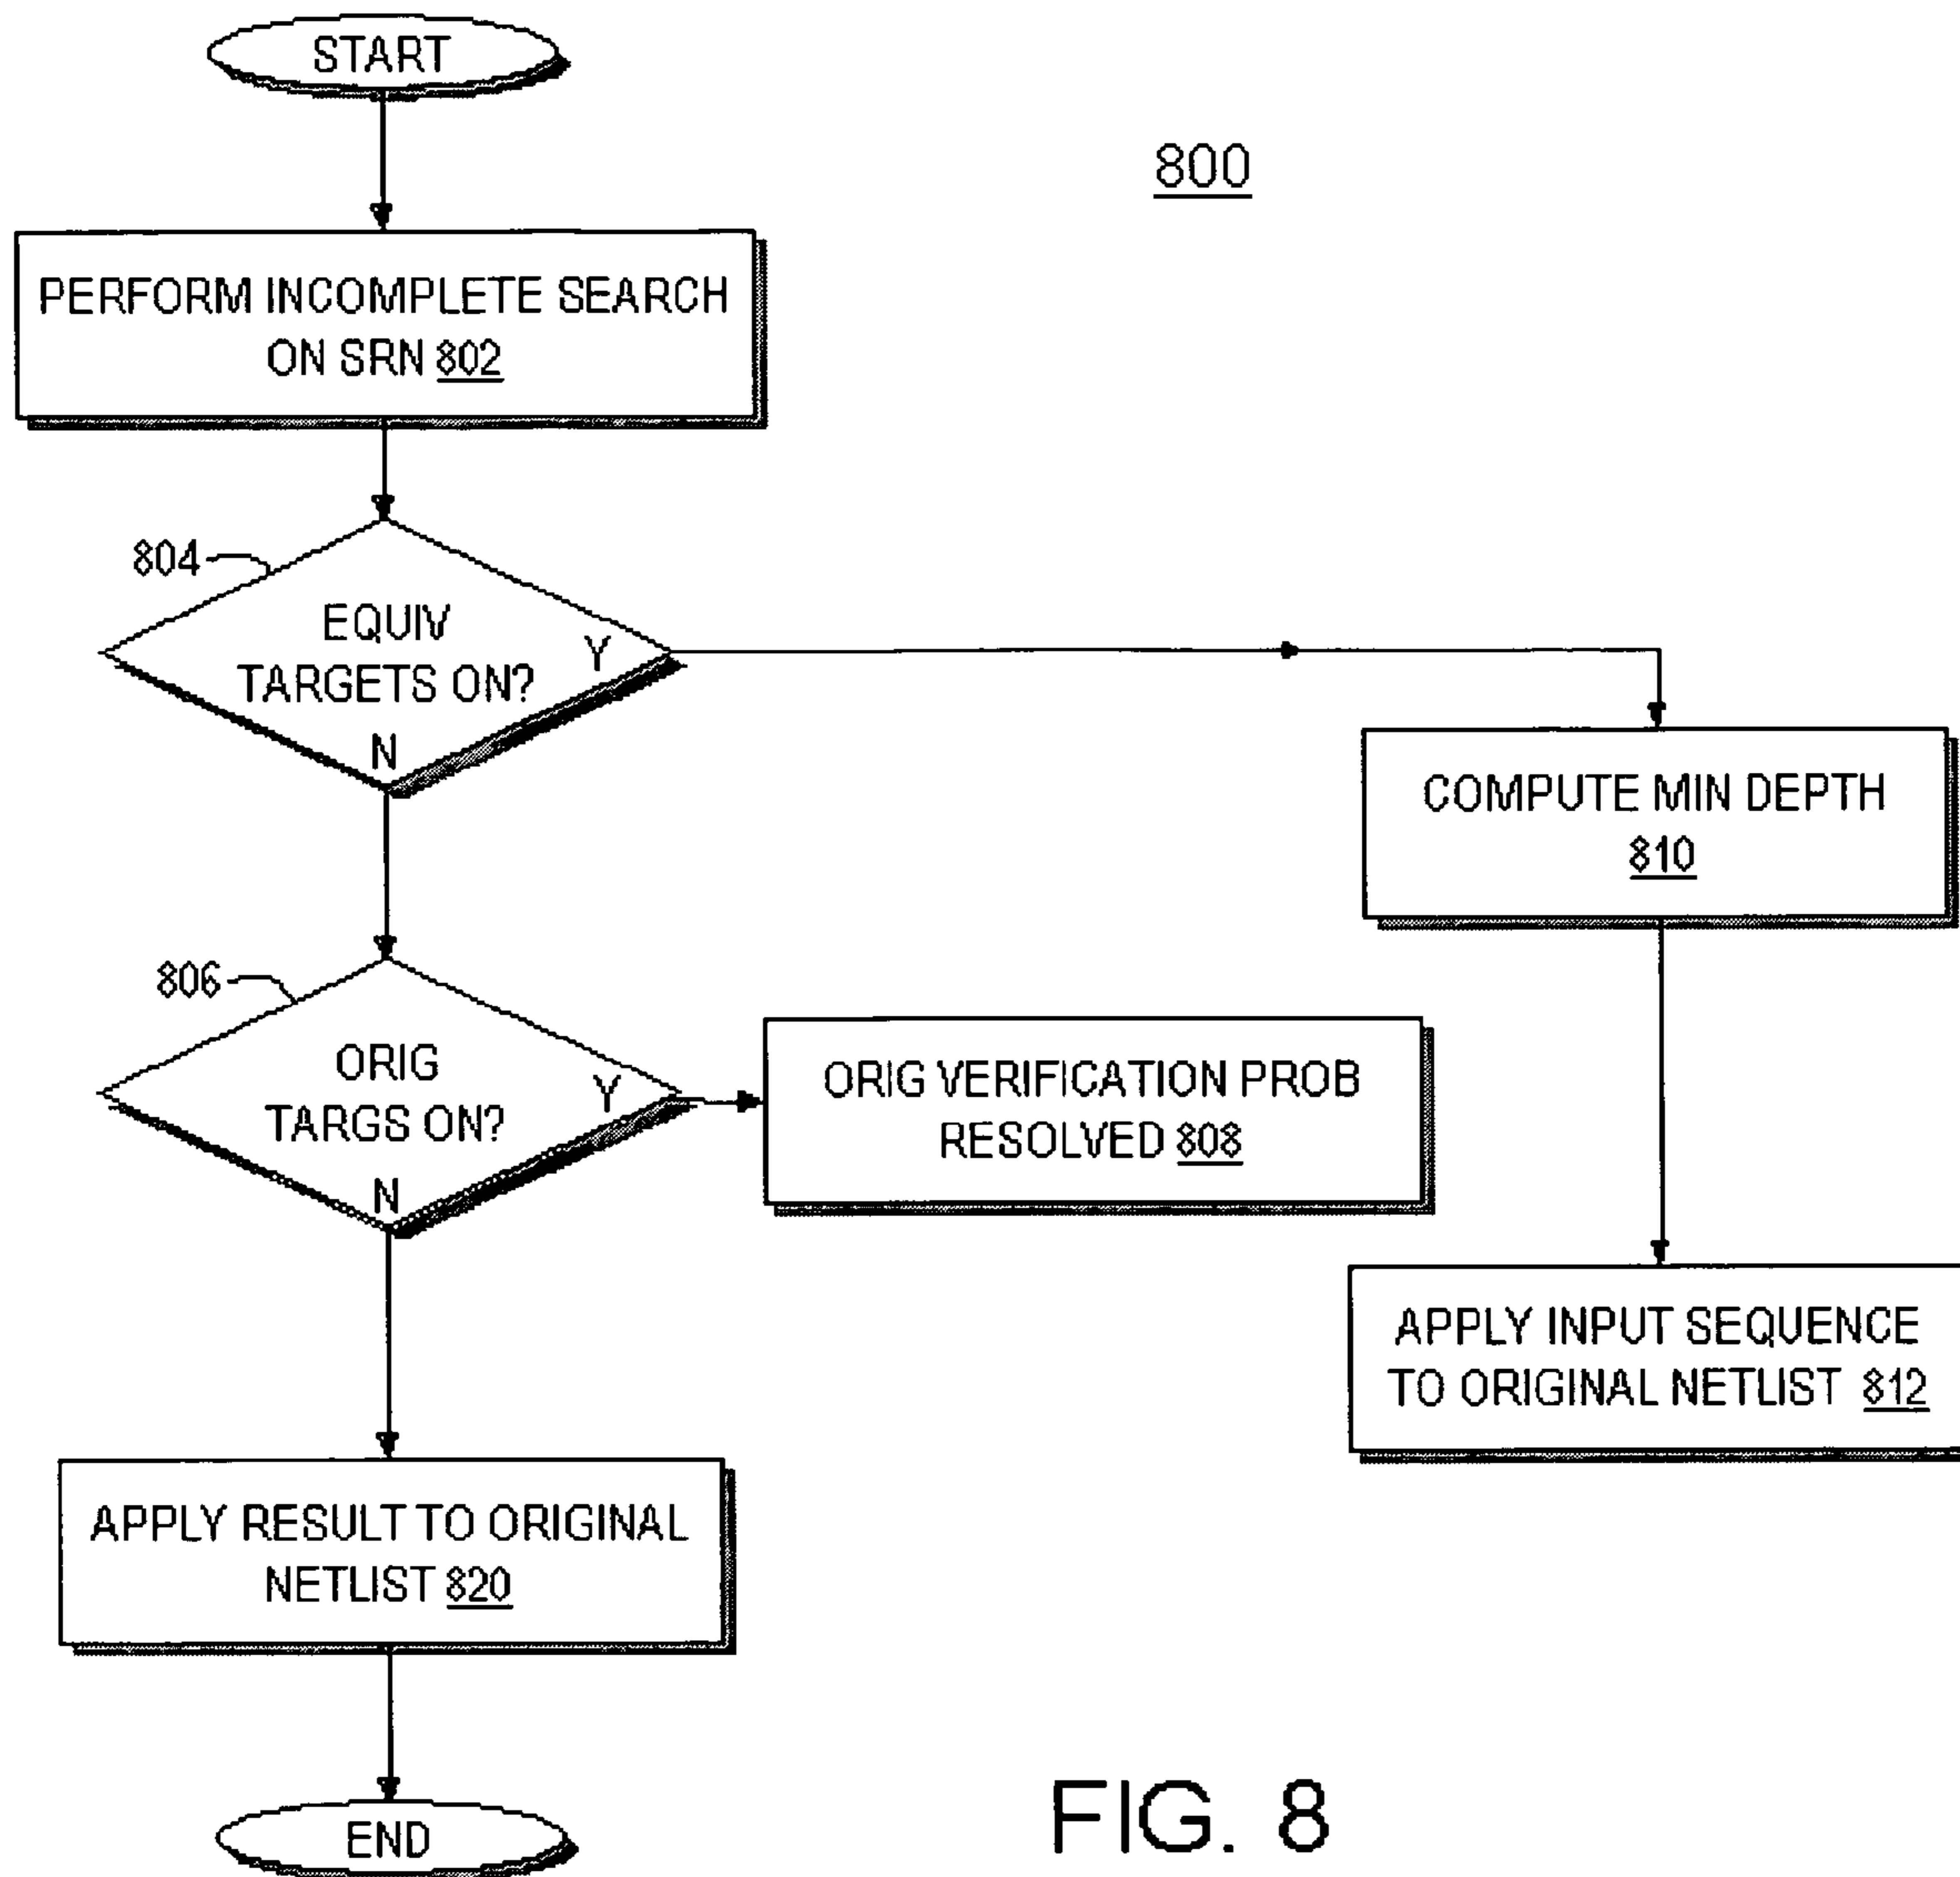 START
800
PERFORM INCOMPLETE SEARCH
ON SRN 802
804
EQUIV
TARGETS ON?
Y
N
COMPUTE MIN DEPTH
810
806
ORIG
TARGS ON?
Y
N
ORIG VERIFICATION PROB
RESOLVED 808
APPLY INPUT SEQUENCE
TO ORIGINAL NETLIST 812
APPLY RESULT TO ORIGINAL
NETLIST 820
END
FIG. 8